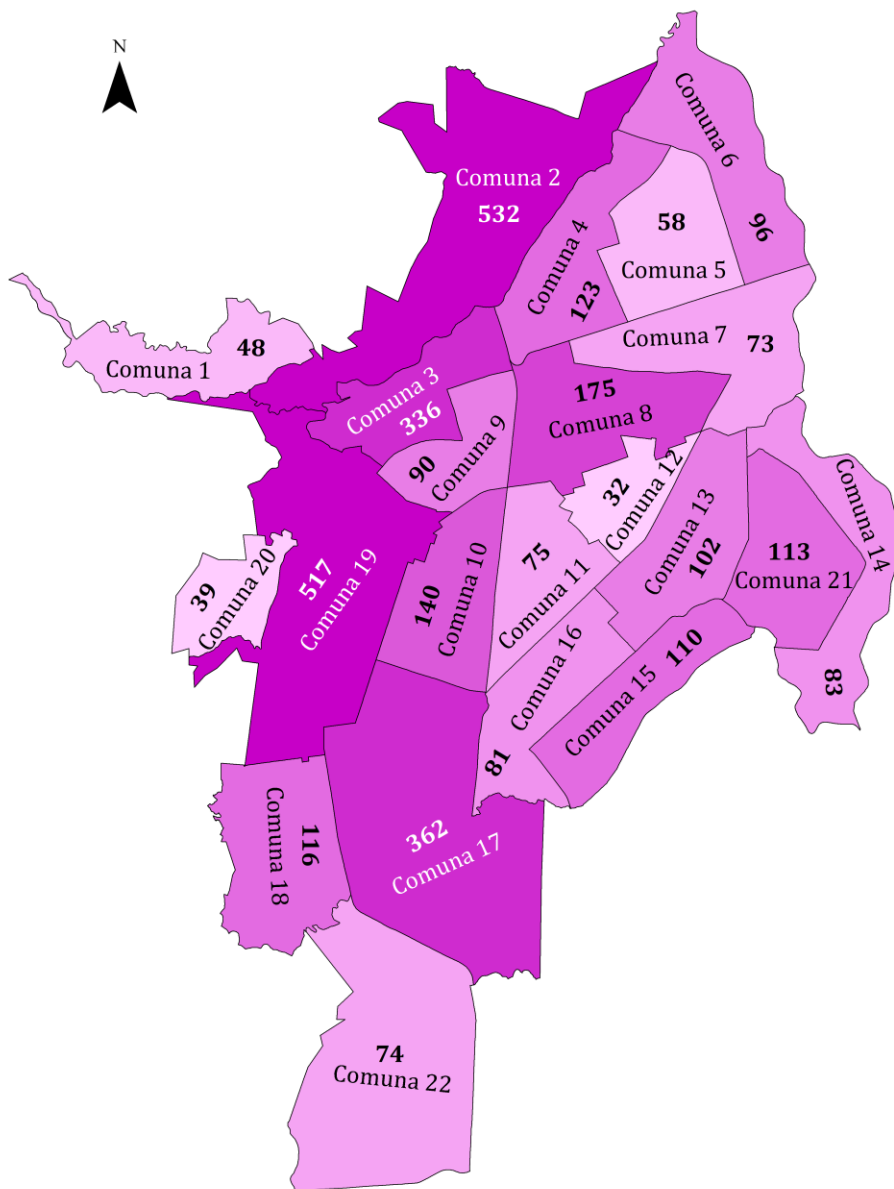 N
Comuna 6
96
Comuna 2
532
Comuna 4
123
58
Comuna 5
Comuna 7
73
48
Comuna 1
Comuna 3
336
175
Comuna 8
90
Comuna 9
32
Comuna 12
Comuna 13
102
Comuna 14
83
113
Comuna 21
39
Comuna 20
517
Comuna 19
140
Comuna 10
75
Comuna 11
Comuna 16
81
Comuna 15
110
Comuna 18
116
362
Comuna 17
74
Comuna 22